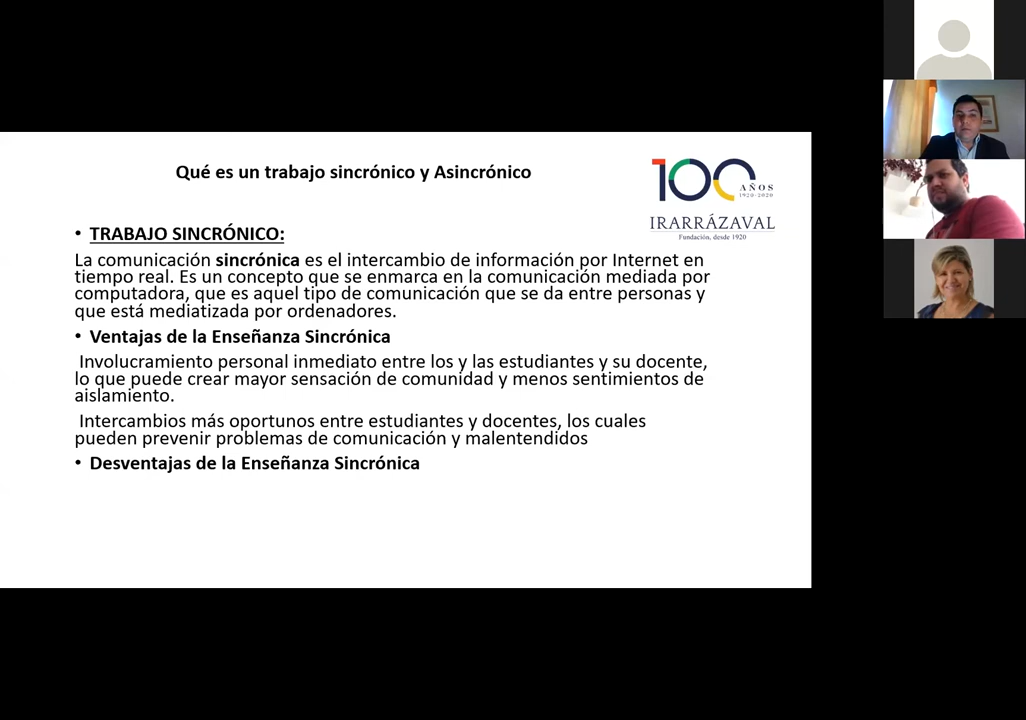 Qué es un trabajo sincrónico y Asincrónico
100
AÑOS
1920-2020
IRARRÁZAVAL
Fundación, desde 1920
• TRABAJO SINCRÓNICO:
La comunicación sincrónica es el intercambio de información por Internet en
tiempo real. Es un concepto que se enmarca en la comunicación mediada por
computadora, que es aquel tipo de comunicación que se da entre personas y
que está mediatizada por ordenadores.
• Ventajas de la Enseñanza Sincrónica
Involucramiento personal inmediato entre los y las estudiantes y su docente,
lo que puede crear mayor sensación de comunidad y menos sentimientos de
aislamiento.
Intercambios más oportunos entre estudiantes y docentes, los cuales
pueden prevenir problemas de comunicación y malentendidos
• Desventajas de la Enseñanza Sincrónica